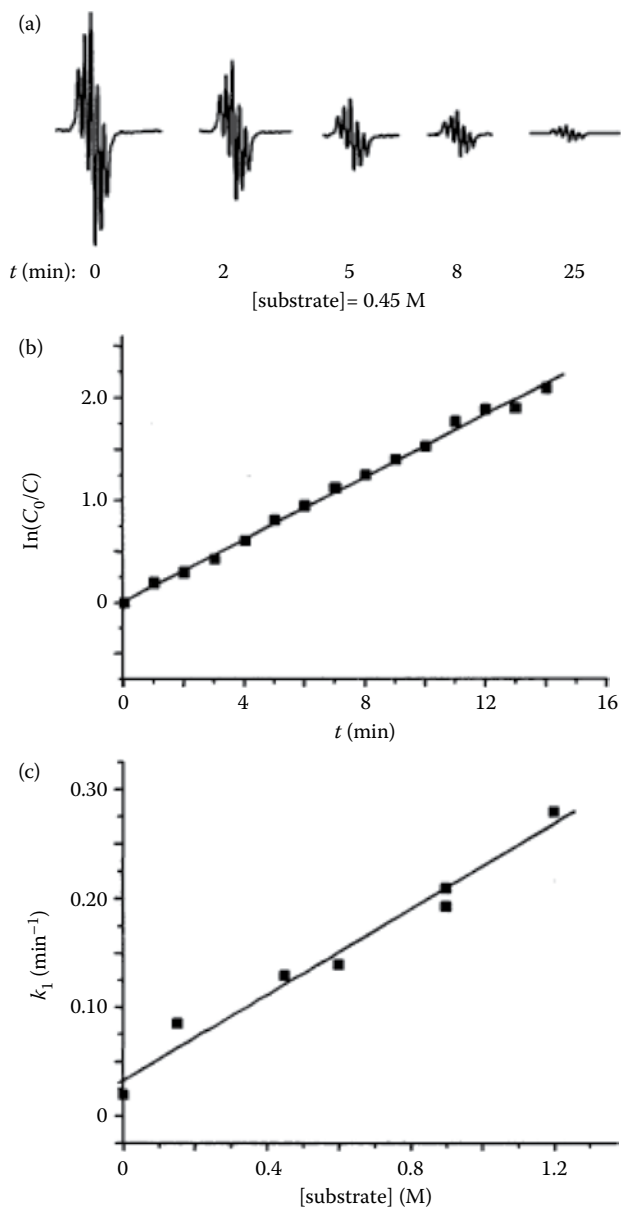 (a)
t (min): 0 2 5 8 25
[substrate]= 0.45 M
(b)
2.0
1.0
0
ln(C₀/C)
0 4 8 12 16
t (min)
(c)
0.30
0.20
0.10
0
k₁ (min⁻¹)
0 0.4 0.8 1.2
[substrate] (M)